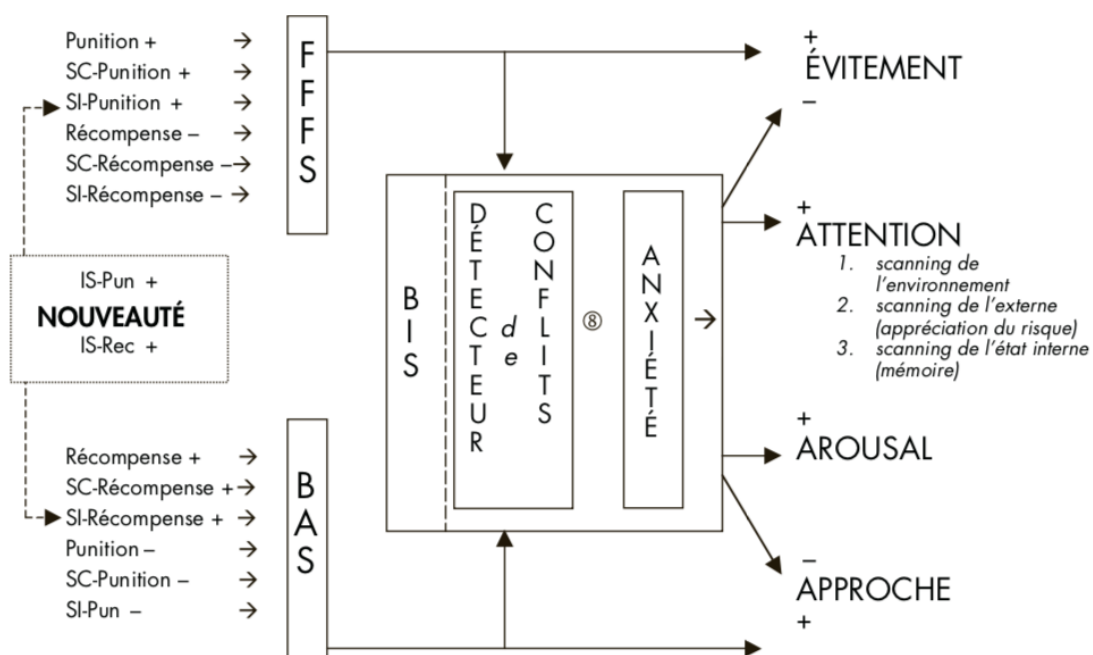 Punition + →
SC-Punition + →
SI-Punition + →
Récompense – →
SC-Récompense – →
SI-Récompense – →
FFFS
IS-Pun +
NOUVEAUTÉ
IS-Rec +
Récompense + →
SC-Récompense + →
SI-Récompense + →
Punition – →
SC-Punition – →
SI-Pun – →
BAS
BIS
DÉTECTEUR
de
CONFLITS
⑧
ANXIÉTÉ
→
+
ÉVITEMENT
–
+
ATTENTION
1. scanning de
l'environnement
2. scanning de l'externe
(appréciation du risque)
3. scanning de l'état interne
(mémoire)
+
AROUSAL
–
APPROCHE
+